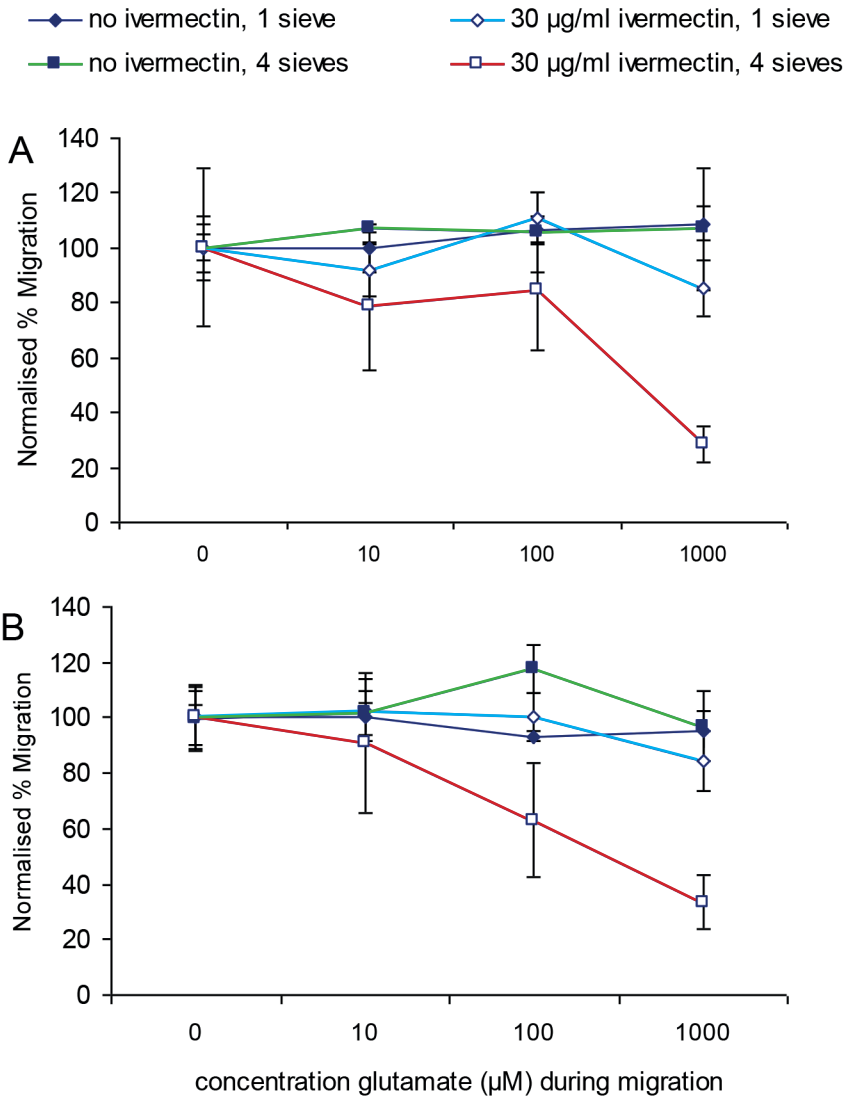 no ivermectin, 1 sieve
30 µg/ml ivermectin, 1 sieve
no ivermectin, 4 sieves
30 µg/ml ivermectin, 4 sieves
A
Normalised % Migration
140
120
100
80
60
40
20
0
0 10 100 1000
B
Normalised % Migration
140
120
100
80
60
40
20
0
0 10 100 1000
concentration glutamate (µM) during migration